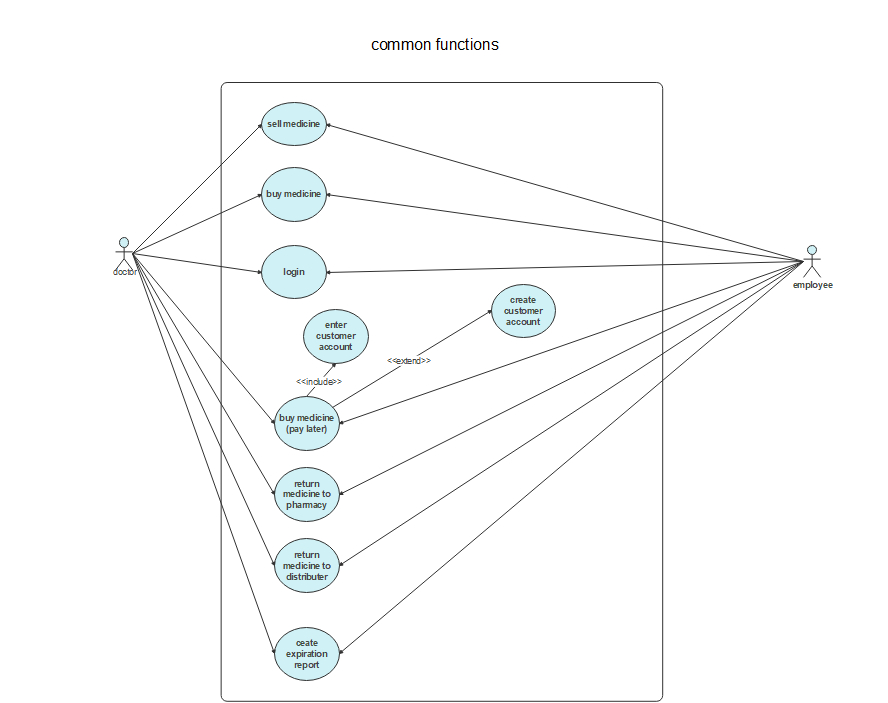 common functions
sell medicine
buy medicine
login
doctor
employee
create
customer
account
enter
customer
account
<<extend>>
<<include>>
buy medicine
(pay later)
return
medicine to
pharmacy
return
medicine to
distributer
ceate
expiration
report